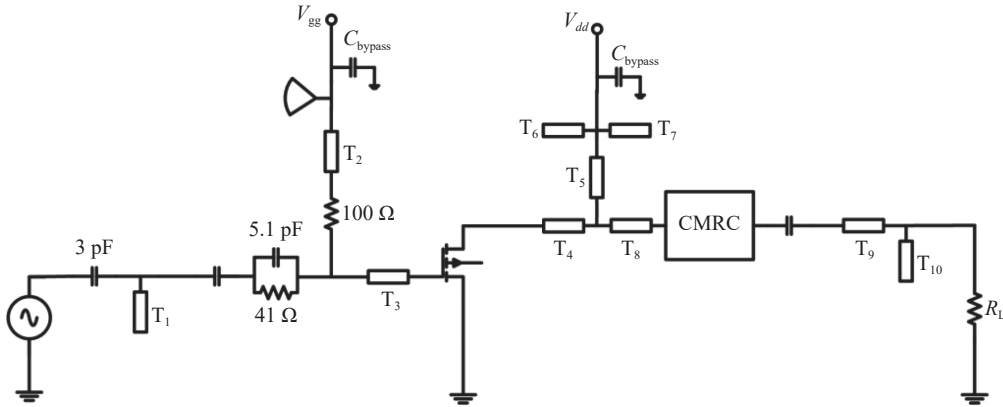 V_gg
C_bypass
T_2
100 Ω
5.1 pF
41 Ω
3 pF
T_1
T_3
V_dd
C_bypass
T_6
T_7
T_5
T_4
T_8
CMRC
T_9
T_10
R_L